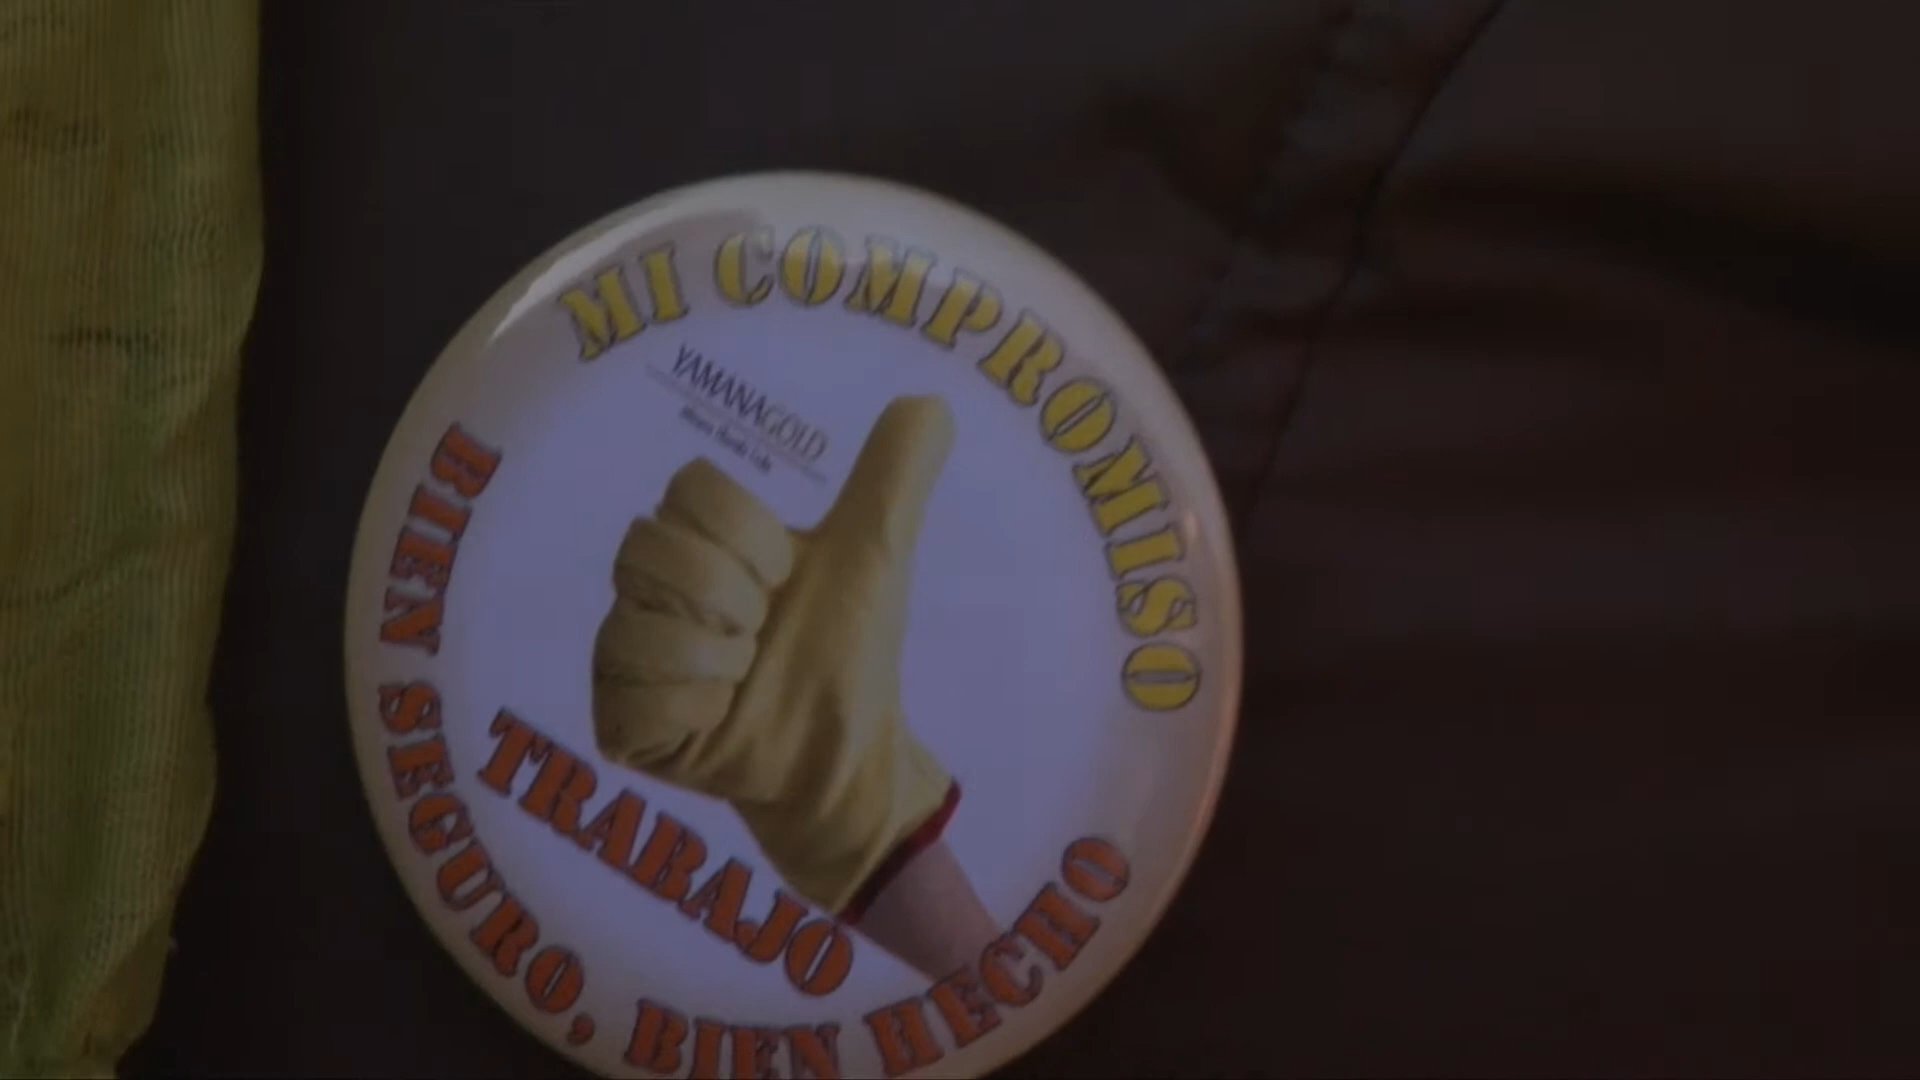 MI COMPROMISO
YAMANAGOLD
TRABAJO
BIEN SEGURO, BIEN HECHO